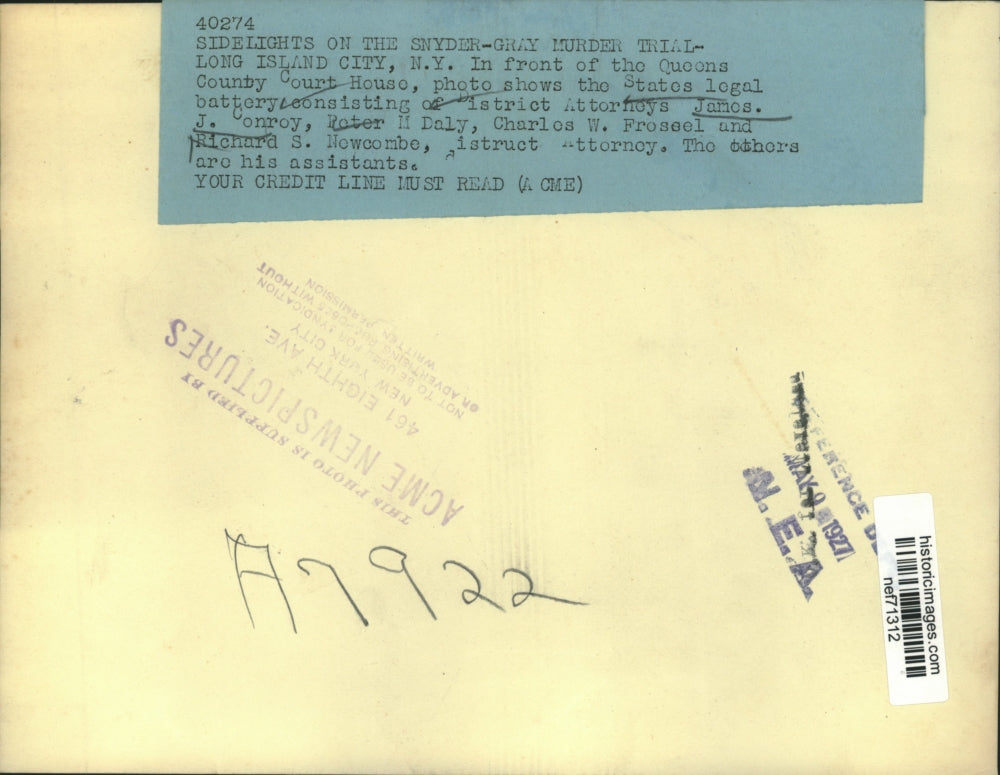 40274
SIDELIGHTS ON THE SNYDER-GRAY MURDER TRIAL-
LONG ISLAND CITY, N.Y. In front of the Queens
County Court House, photo shows the States legal
battery consisting of istrict Attorneys James.
J. Conroy, Peter M Daly, Charles W. Frossel and
Richard S. Newcombe, istruct ttorney. The others
are his assistants.
YOUR CREDIT LINE MUST READ (A CME)
THIS PHOTO IS SUPPLIED BY
ACME NEWSPICTURES
461 EIGHTH AVE.
NEW YORK CITY
NOT TO BE USED FOR SYNDICATION
OR ADVERTISING PURPOSES WITHOUT
WRITTEN PERMISSION
A7922
MAY 9 1927
N.E.A.
historicimages.com
nef71312